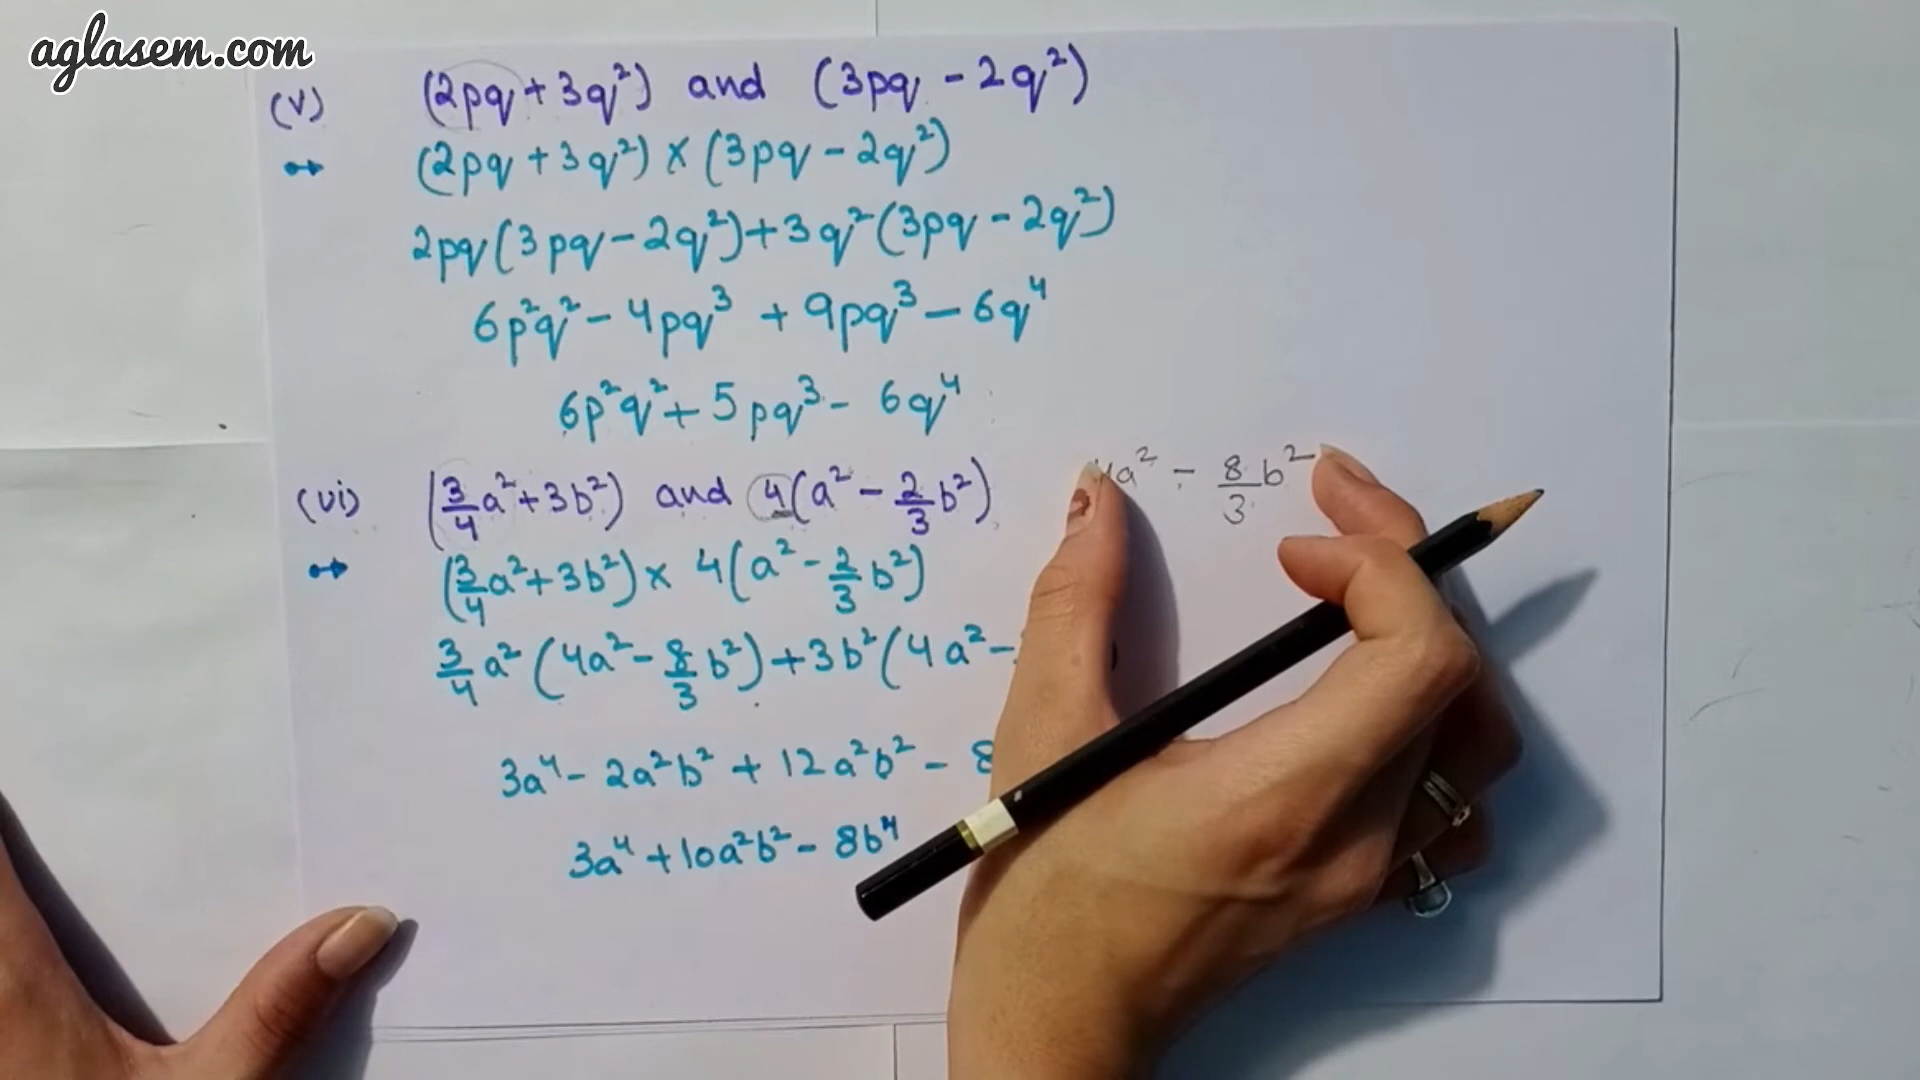 aglasem.com
(v) (2pq + 3q²) and (3pq - 2q²)
(2pq + 3q²) × (3pq - 2q²)
2pq(3pq - 2q²) + 3q²(3pq - 2q²)
6p²q² - 4pq³ + 9pq³ - 6q⁴
6p²q² + 5pq³ - 6q⁴
(vi) (3/4 a² + 3b²) and 4(a² - 2/3 b²) 4a² - 8/3 b²
(3/4 a² + 3b²) × 4(a² - 2/3 b²)
3/4 a² (4a² - 8/3 b²) + 3b² (4a² -
3a⁴ - 2a²b² + 12a²b² - 8
3a⁴ + 10a²b² - 8b⁴